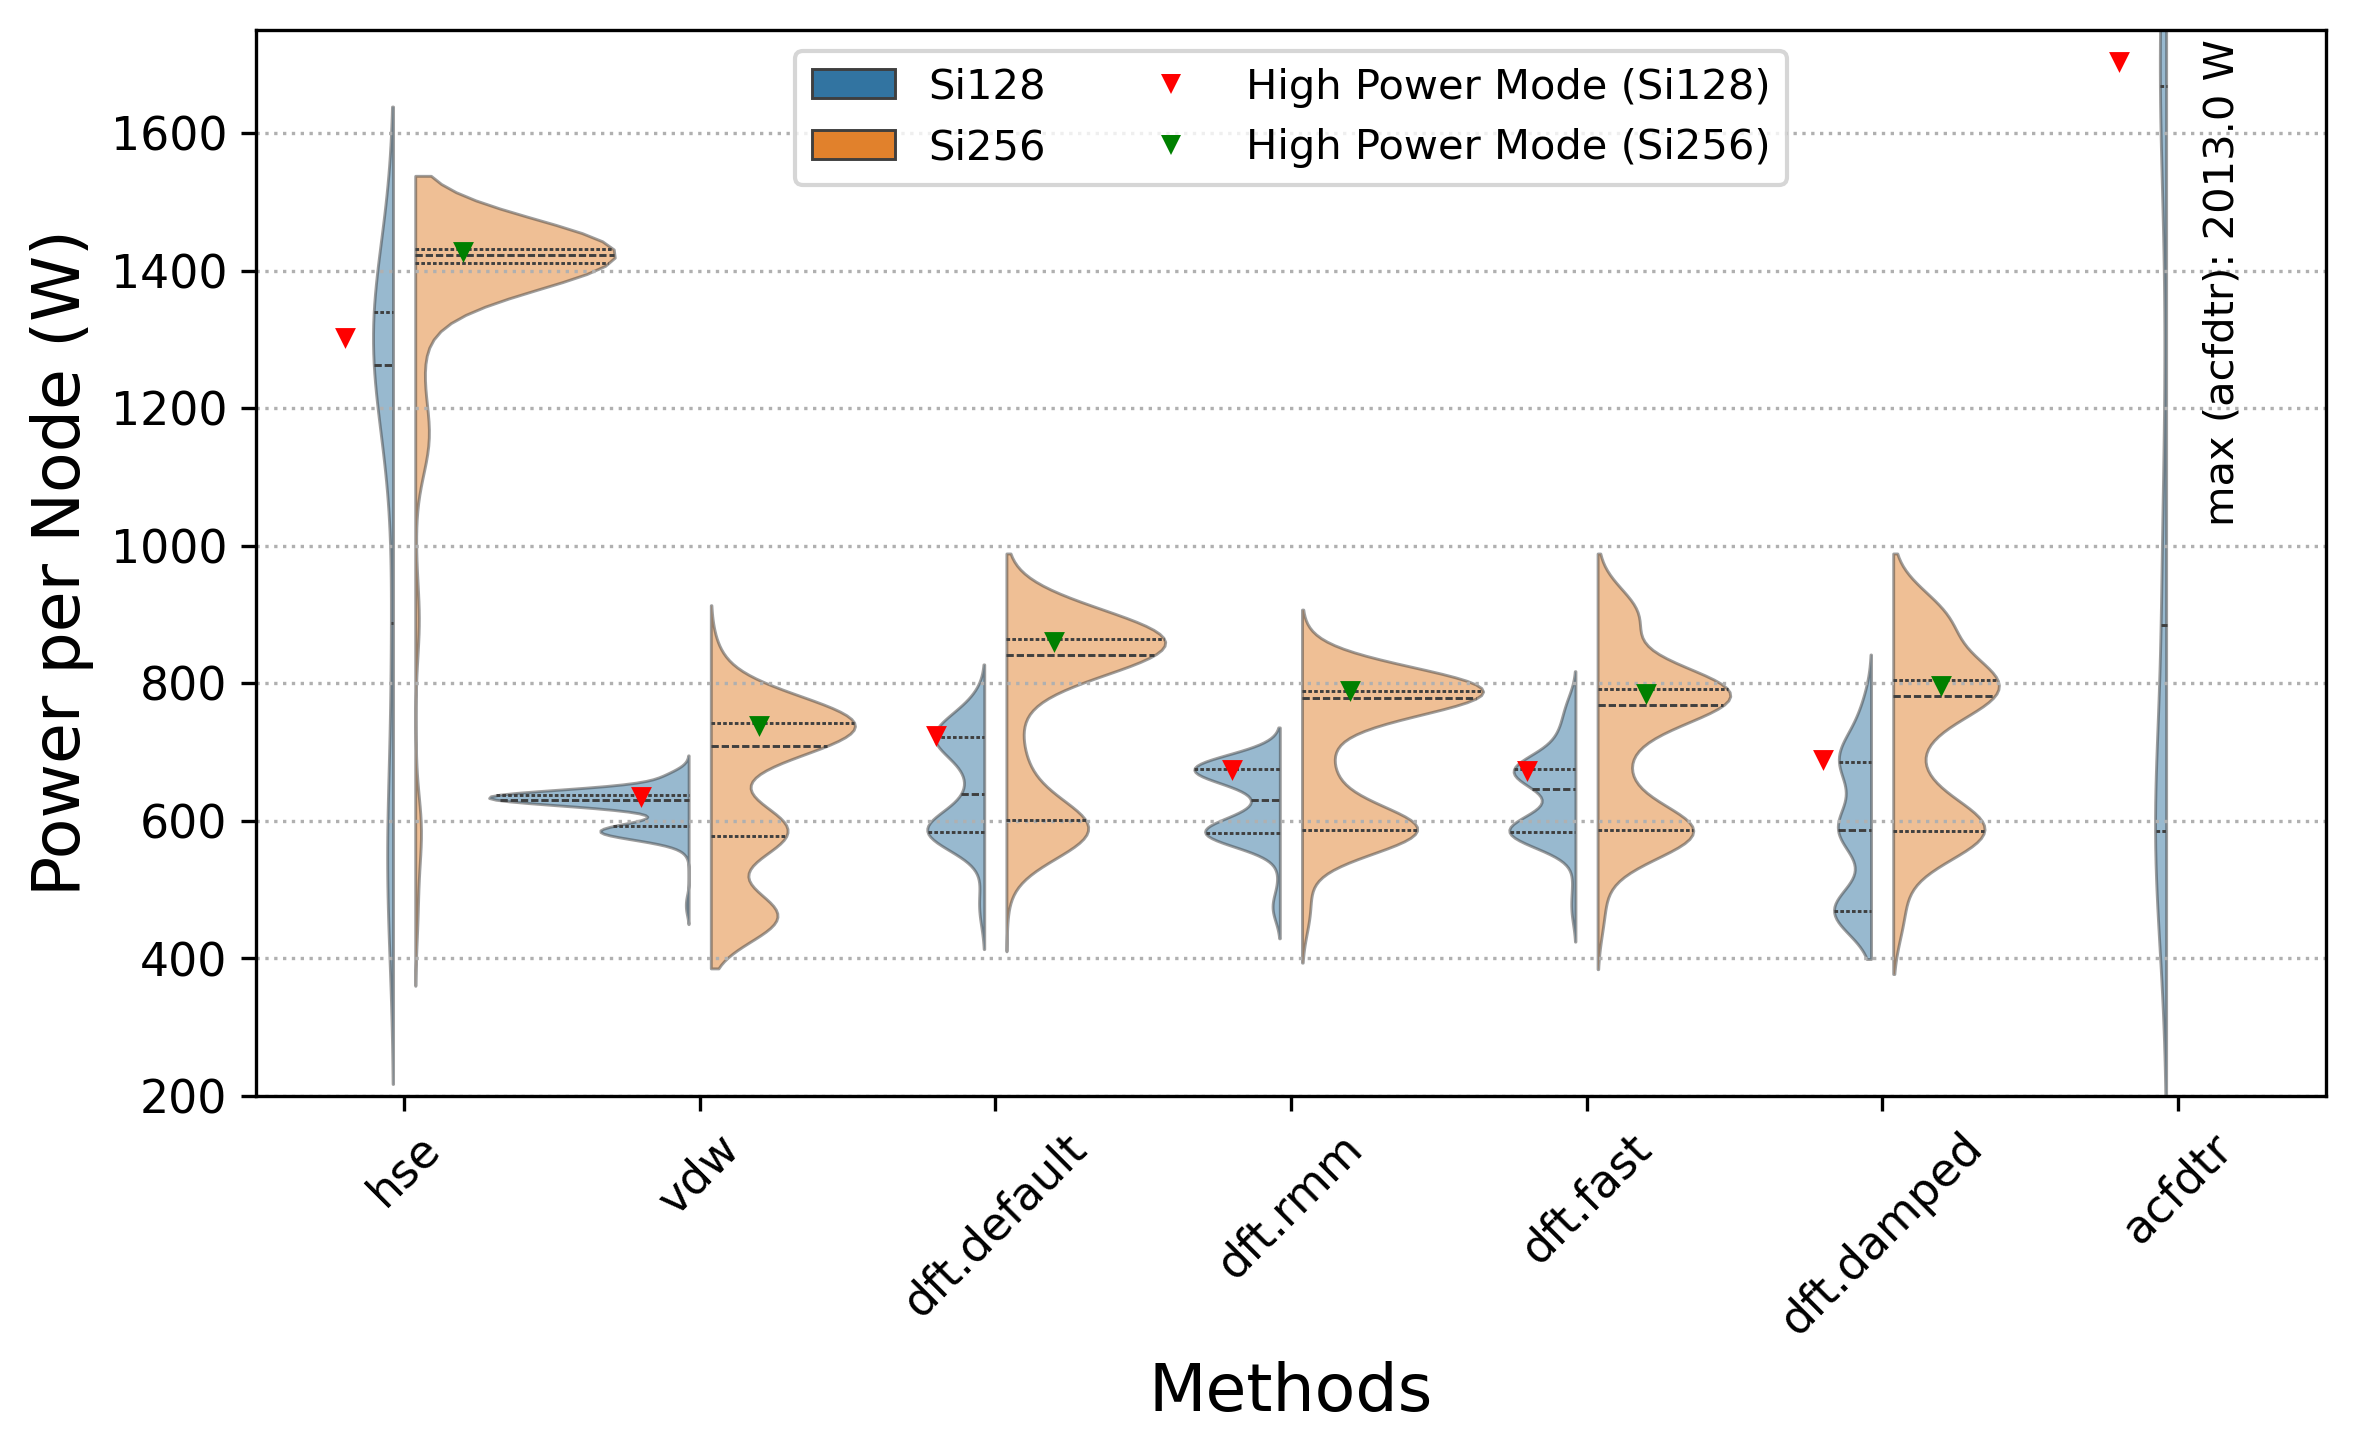 Si128
Si256
High Power Mode (Si128)
High Power Mode (Si256)
max (acfdtr): 2013.0 W
Power per Node (W)
1600
1400
1200
1000
800
600
400
200
hse
vdw
dft.default
dft.rmm
dft.fast
dft.damped
acfdtr
Methods